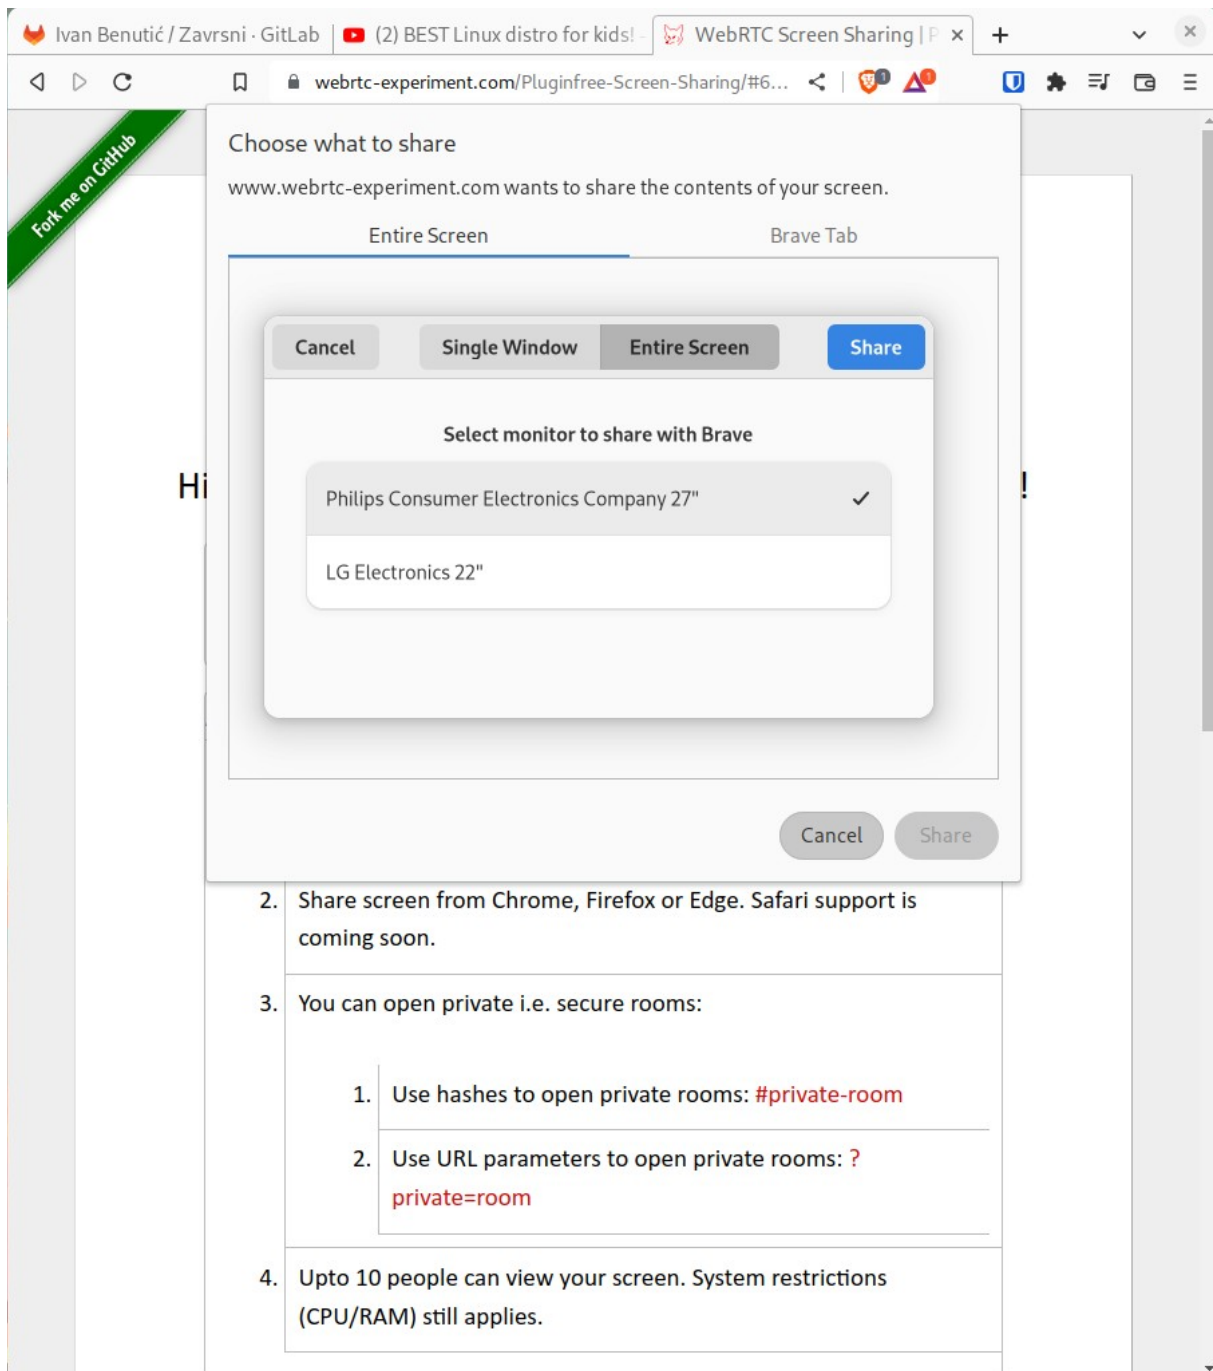 Ivan Benutić / Zavrsni · GitLab
(2) BEST Linux distro for kids! -
WebRTC Screen Sharing | P
webrtc-experiment.com/Pluginfree-Screen-Sharing/#6...
1
1
Fork me on GitHub
Choose what to share
www.webrtc-experiment.com wants to share the contents of your screen.
Entire Screen
Brave Tab
Cancel
Single Window
Entire Screen
Share
Select monitor to share with Brave
Philips Consumer Electronics Company 27"
LG Electronics 22"
Hi
!
Cancel
Share
2. Share screen from Chrome, Firefox or Edge. Safari support is
coming soon.
3. You can open private i.e. secure rooms:
1. Use hashes to open private rooms: #private-room
2. Use URL parameters to open private rooms: ?
private=room
4. Upto 10 people can view your screen. System restrictions
(CPU/RAM) still applies.